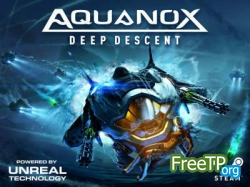 AQUANOX
DEEP DESCENT
POWERED BY
UNREAL
TECHNOLOGY
FreeTP
.org
STEAM